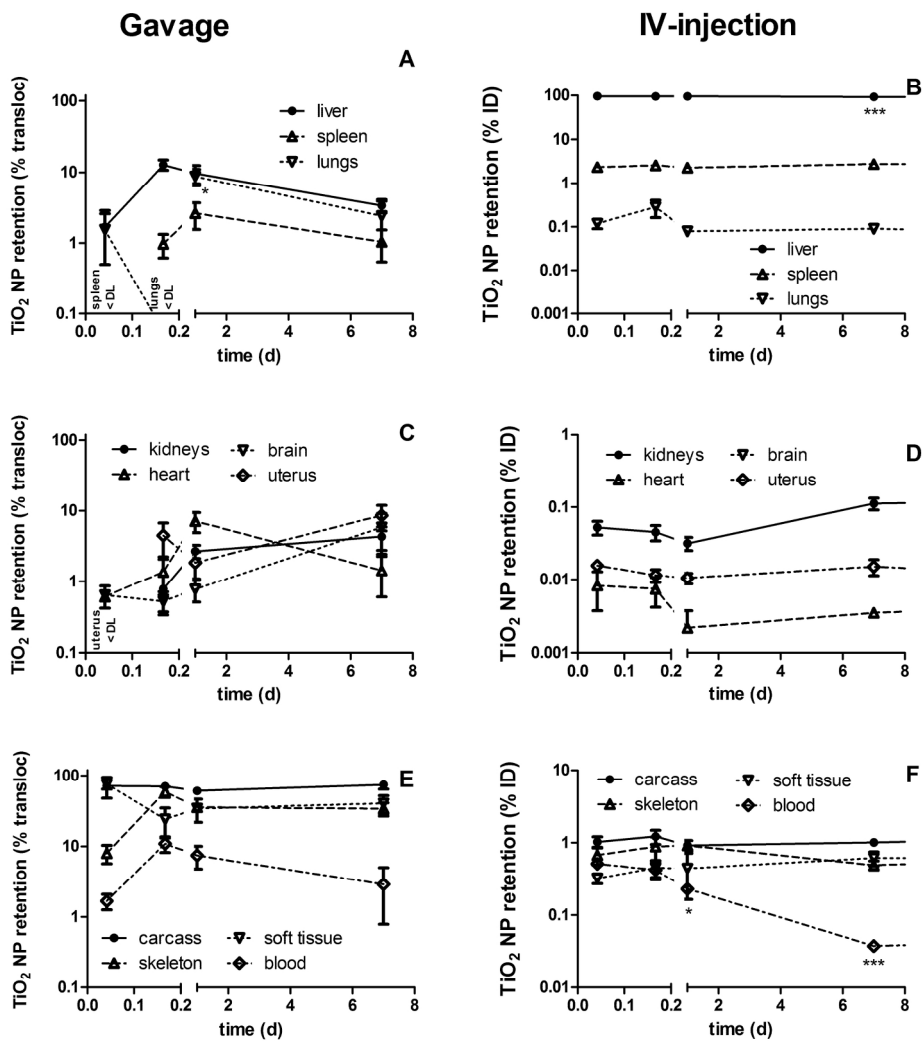 Gavage
IV-injection
A
TiO2 NP retention (% transloc)
100
10
1
0.1
liver
spleen
lungs
*
spleen
< DL
lungs
< DL
0.0
0.1
0.2
2
4
6
8
time (d)
B
TiO2 NP retention (% ID)
100
10
1
0.1
0.01
0.001
***
liver
spleen
lungs
0.0
0.1
0.2
2
4
6
8
time (d)
C
TiO2 NP retention (% transloc)
100
10
1
0.1
kidneys
brain
heart
uterus
uterus
< DL
0.0
0.1
0.2
2
4
6
8
time (d)
D
TiO2 NP retention (% ID)
1
0.1
0.01
0.001
kidneys
brain
heart
uterus
0.0
0.1
0.2
2
4
6
8
time (d)
E
TiO2 NP retention (% transloc)
100
10
1
0.1
carcass
soft tissue
skeleton
blood
0.0
0.1
0.2
2
4
6
8
time (d)
F
TiO2 NP retention (% ID)
10
1
0.1
0.01
carcass
soft tissue
skeleton
blood
*
***
0.0
0.1
0.2
2
4
6
8
time (d)